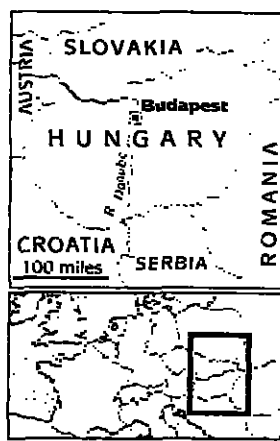 AUSTRIA
SLOVAKIA
Budapest
HUNGARY
R Danube
ROMANIA
CROATIA
SERBIA
100 miles